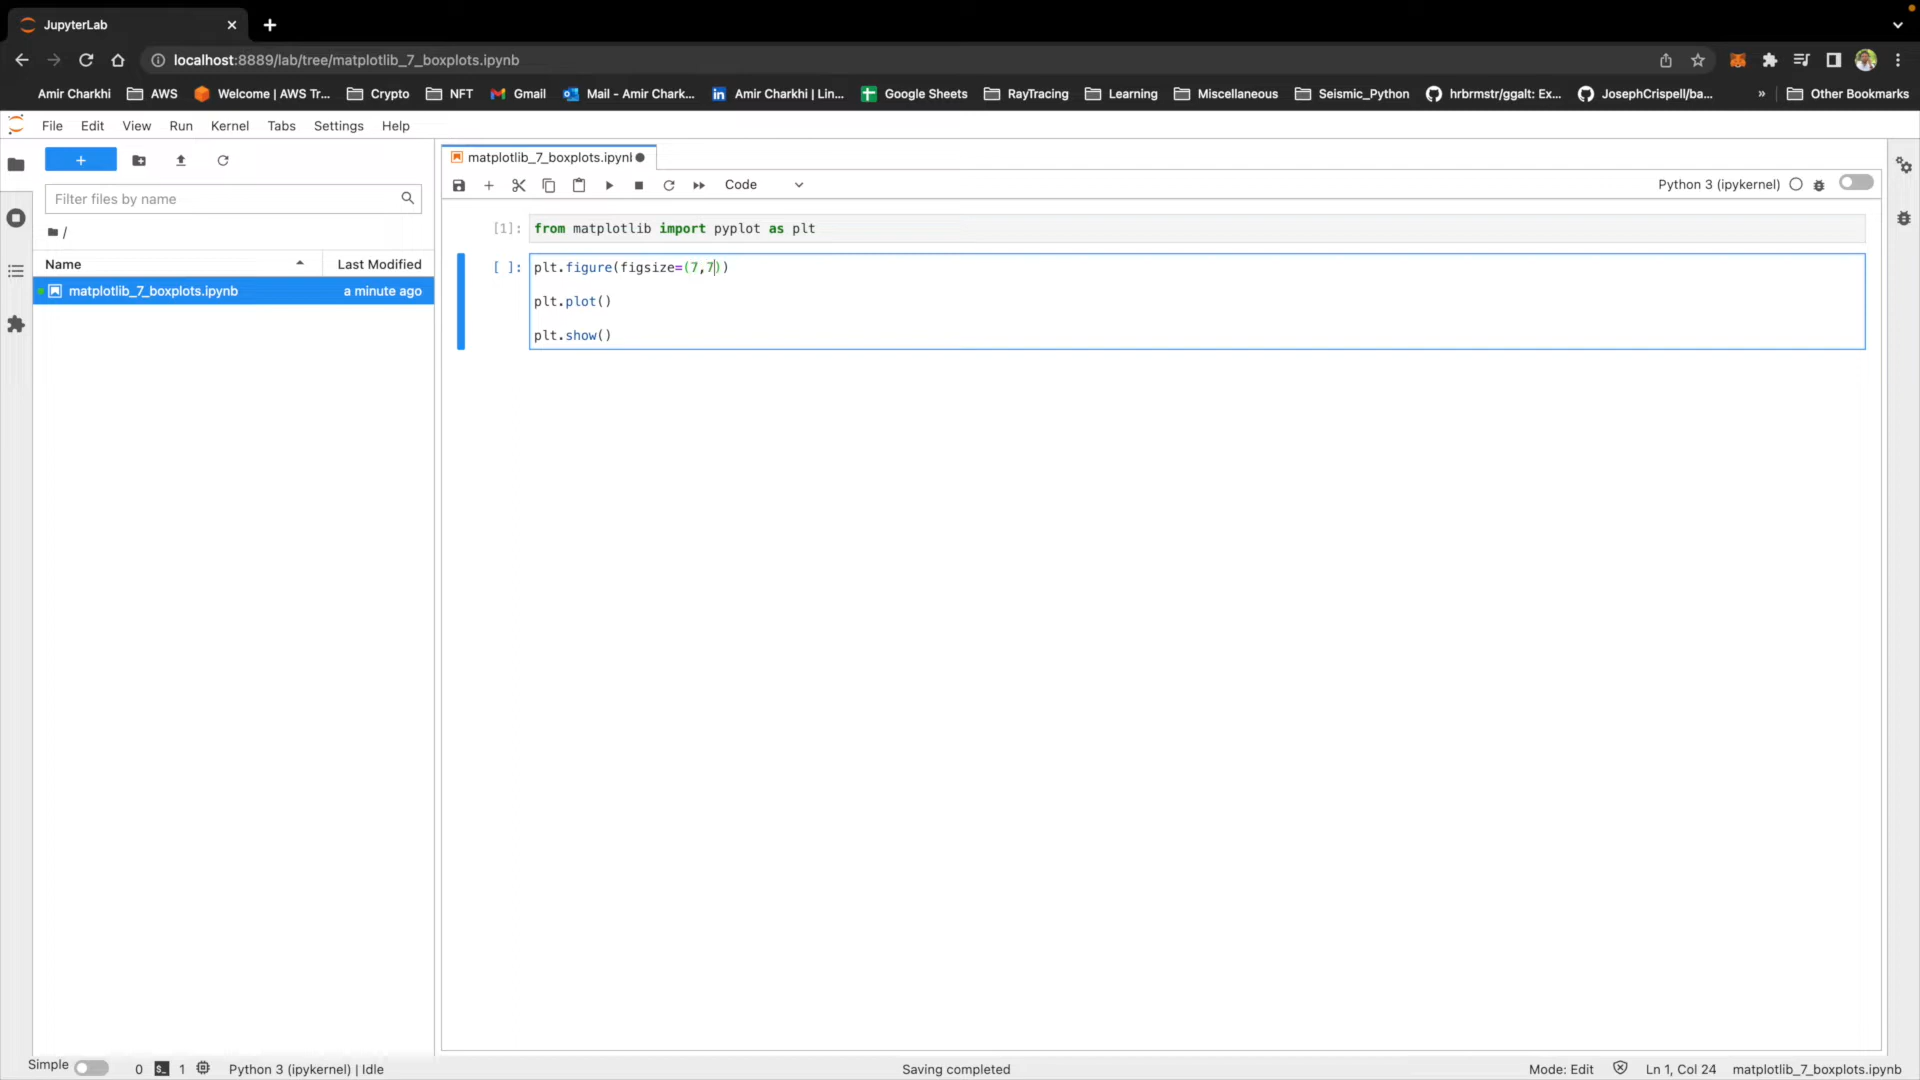 JupyterLab
localhost:8889/lab/tree/matplotlib_7_boxplots.ipynb
Amir Charkhi AWS Welcome | AWS Tr... Crypto NFT Gmail Mail - Amir Chark... Amir Charkhi | Lin... Google Sheets RayTracing Learning Miscellaneous Seismic_Python hrbrmstr/ggalt: Ex... JosephCrispell/ba... » Other Bookmarks
File Edit View Run Kernel Tabs Settings Help
matplotlib_7_boxplots.ipynb
Code Python 3 (ipykernel)
Filter files by name
/
Name Last Modified
matplotlib_7_boxplots.ipynb a minute ago
[1]: from matplotlib import pyplot as plt
[ ]: plt.figure(figsize=(7,7))
plt.plot()
plt.show()
Simple 0 1 Python 3 (ipykernel) | Idle Saving completed Mode: Edit Ln 1, Col 24 matplotlib_7_boxplots.ipynb